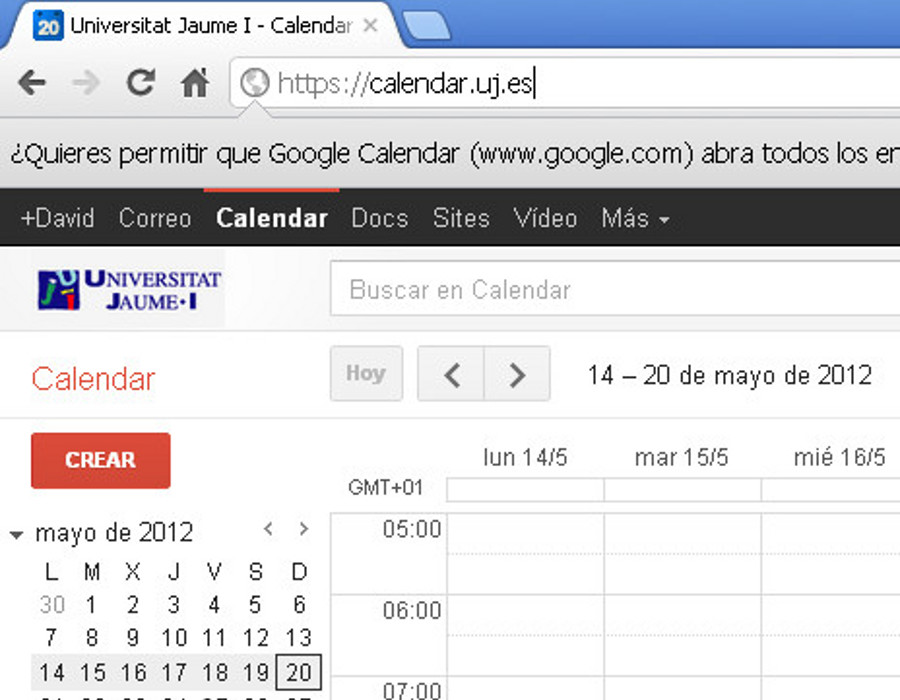 20 Universitat Jaume I - Calendar
https://calendar.uj.es
¿Quieres permitir que Google Calendar (www.google.com) abra todos los
+David Correo Calendar Docs Sites Vídeo Más
UNIVERSITAT
JAUME·I
Buscar en Calendar
Calendar
Hoy
14 – 20 de mayo de 2012
CREAR
lun 14/5 mar 15/5 mié 16/5
GMT+01
mayo de 2012
L M X J V S D
30 1 2 3 4 5 6
7 8 9 10 11 12 13
14 15 16 17 18 19 20
05:00
06:00
07:00